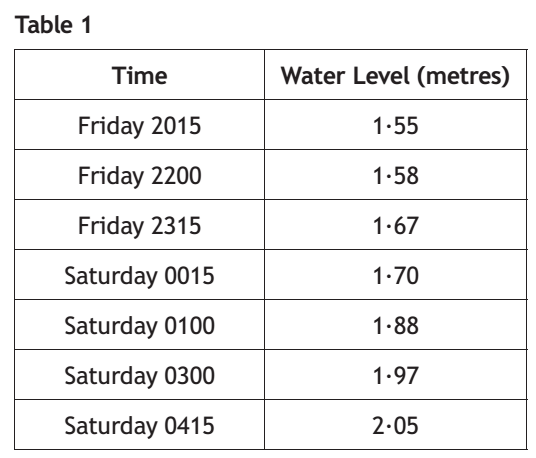 Table 1
Time Water Level (metres)
Friday 2015 1·55
Friday 2200 1·58
Friday 2315 1·67
Saturday 0015 1·70
Saturday 0100 1·88
Saturday 0300 1·97
Saturday 0415 2·05